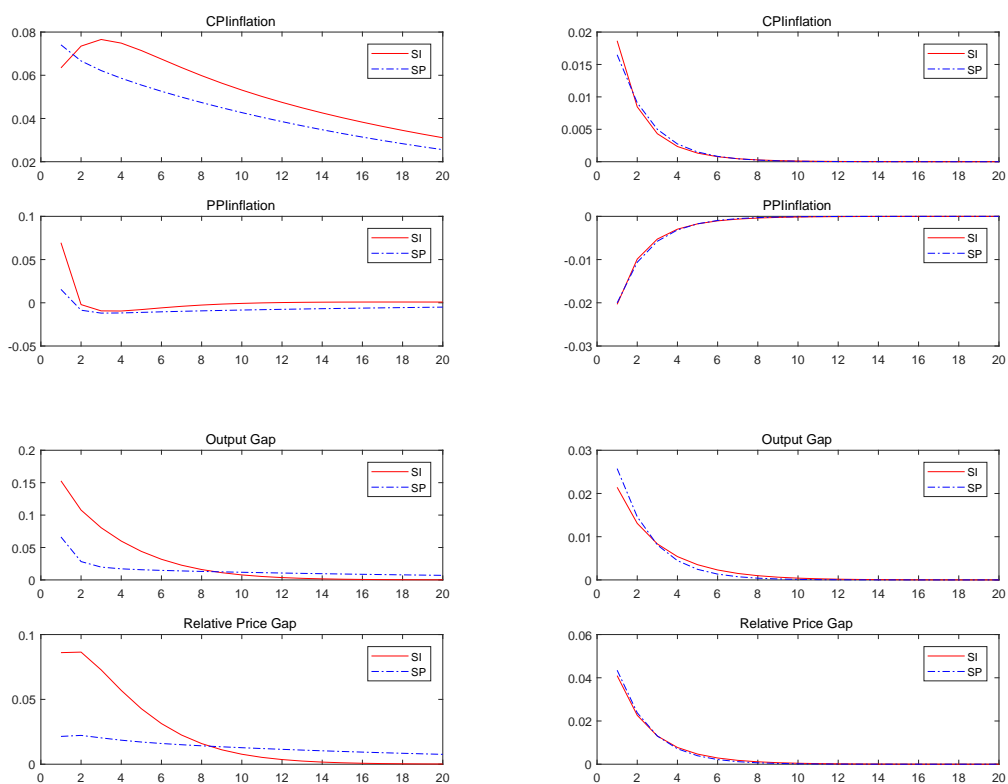 CPIinflation
0.08
0.06
0.04
0.02
0 2 4 6 8 10 12 14 16 18 20
SI
SP
CPIinflation
0.02
0.015
0.01
0.005
0
0 2 4 6 8 10 12 14 16 18 20
SI
SP
PPIinflation
0.1
0.05
0
-0.05
0 2 4 6 8 10 12 14 16 18 20
SI
SP
PPIinflation
0
-0.01
-0.02
-0.03
0 2 4 6 8 10 12 14 16 18 20
SI
SP
Output Gap
0.2
0.15
0.1
0.05
0
0 2 4 6 8 10 12 14 16 18 20
SI
SP
Output Gap
0.03
0.02
0.01
0
0 2 4 6 8 10 12 14 16 18 20
SI
SP
Relative Price Gap
0.1
0.05
0
0 2 4 6 8 10 12 14 16 18 20
SI
SP
Relative Price Gap
0.06
0.04
0.02
0
0 2 4 6 8 10 12 14 16 18 20
SI
SP